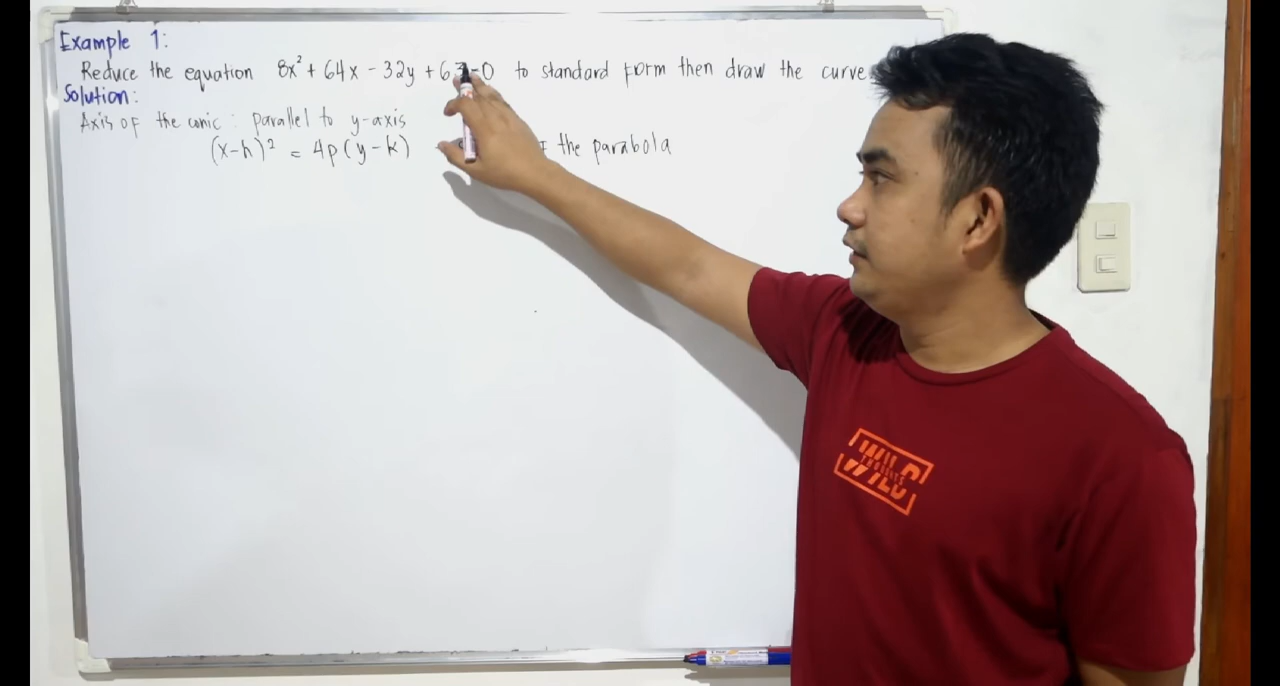 Example 1:
Reduce the equation 8x² + 64x - 32y + 6 =0 to standard form then draw the curve
Solution:
Axis of the conic : parallel to y-axis
(x-h)² = 4p(y-k) the parabola
WILD